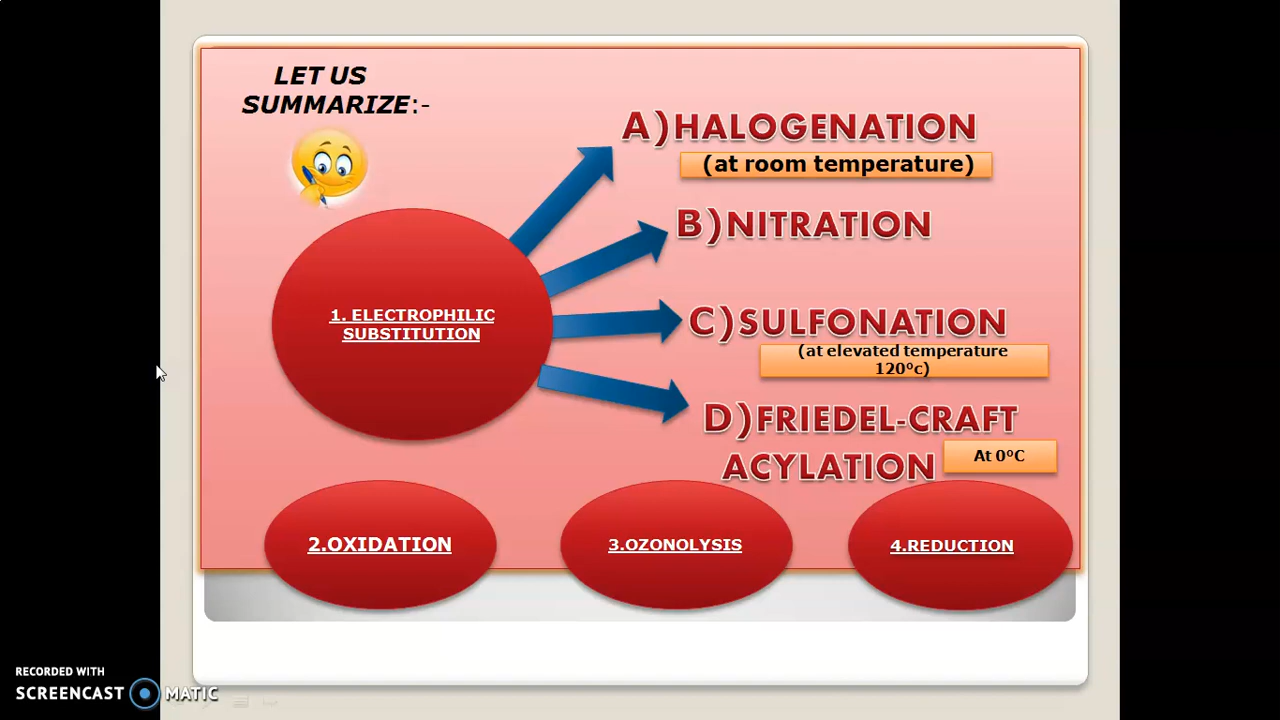 LET US
SUMMARIZE:-
A)HALOGENATION
(at room temperature)
B)NITRATION
1. ELECTROPHILIC
SUBSTITUTION
C)SULFONATION
(at elevated temperature
120ºc)
D)FRIEDEL-CRAFT
ACYLATION
At 0ºC
2.OXIDATION
3.OZONOLYSIS
4.REDUCTION
RECORDED WITH
SCREENCAST MATIC